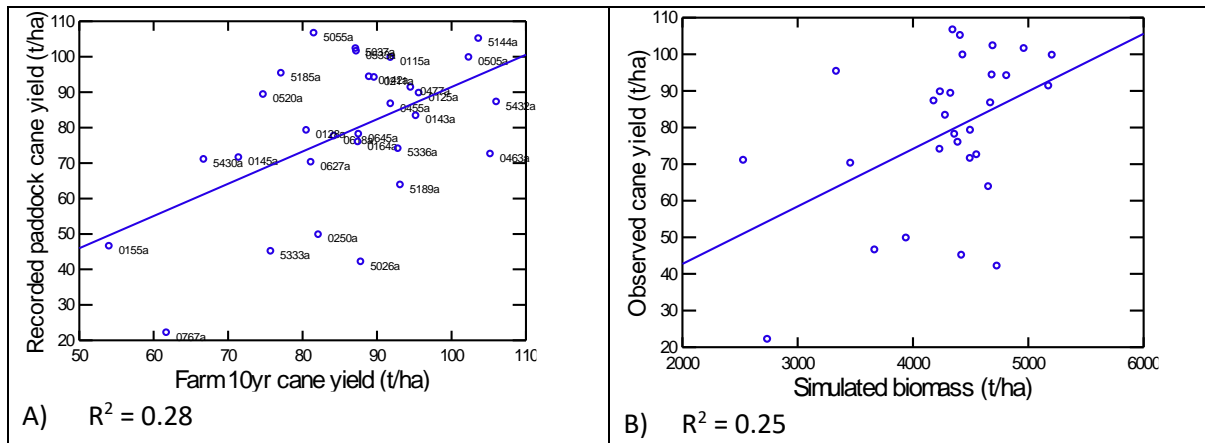 Recorded paddock cane yield (t/ha)
110
100
90
80
70
60
50
40
30
20
50 60 70 80 90 100 110
Farm 10yr cane yield (t/ha)
5055a
5144a
5037a
0115a
0505a
5185a
0142a
0477a
0520a
0125a
5432a
0455a
0143a
0128a
0645a
0164a
5336a
0463a
5430a
0145a
0627a
5189a
0250a
0155a
5333a
5026a
0767a
A) R² = 0.28
Observed cane yield (t/ha)
110
100
90
80
70
60
50
40
30
20
2000 3000 4000 5000 6000
Simulated biomass (t/ha)
B) R² = 0.25